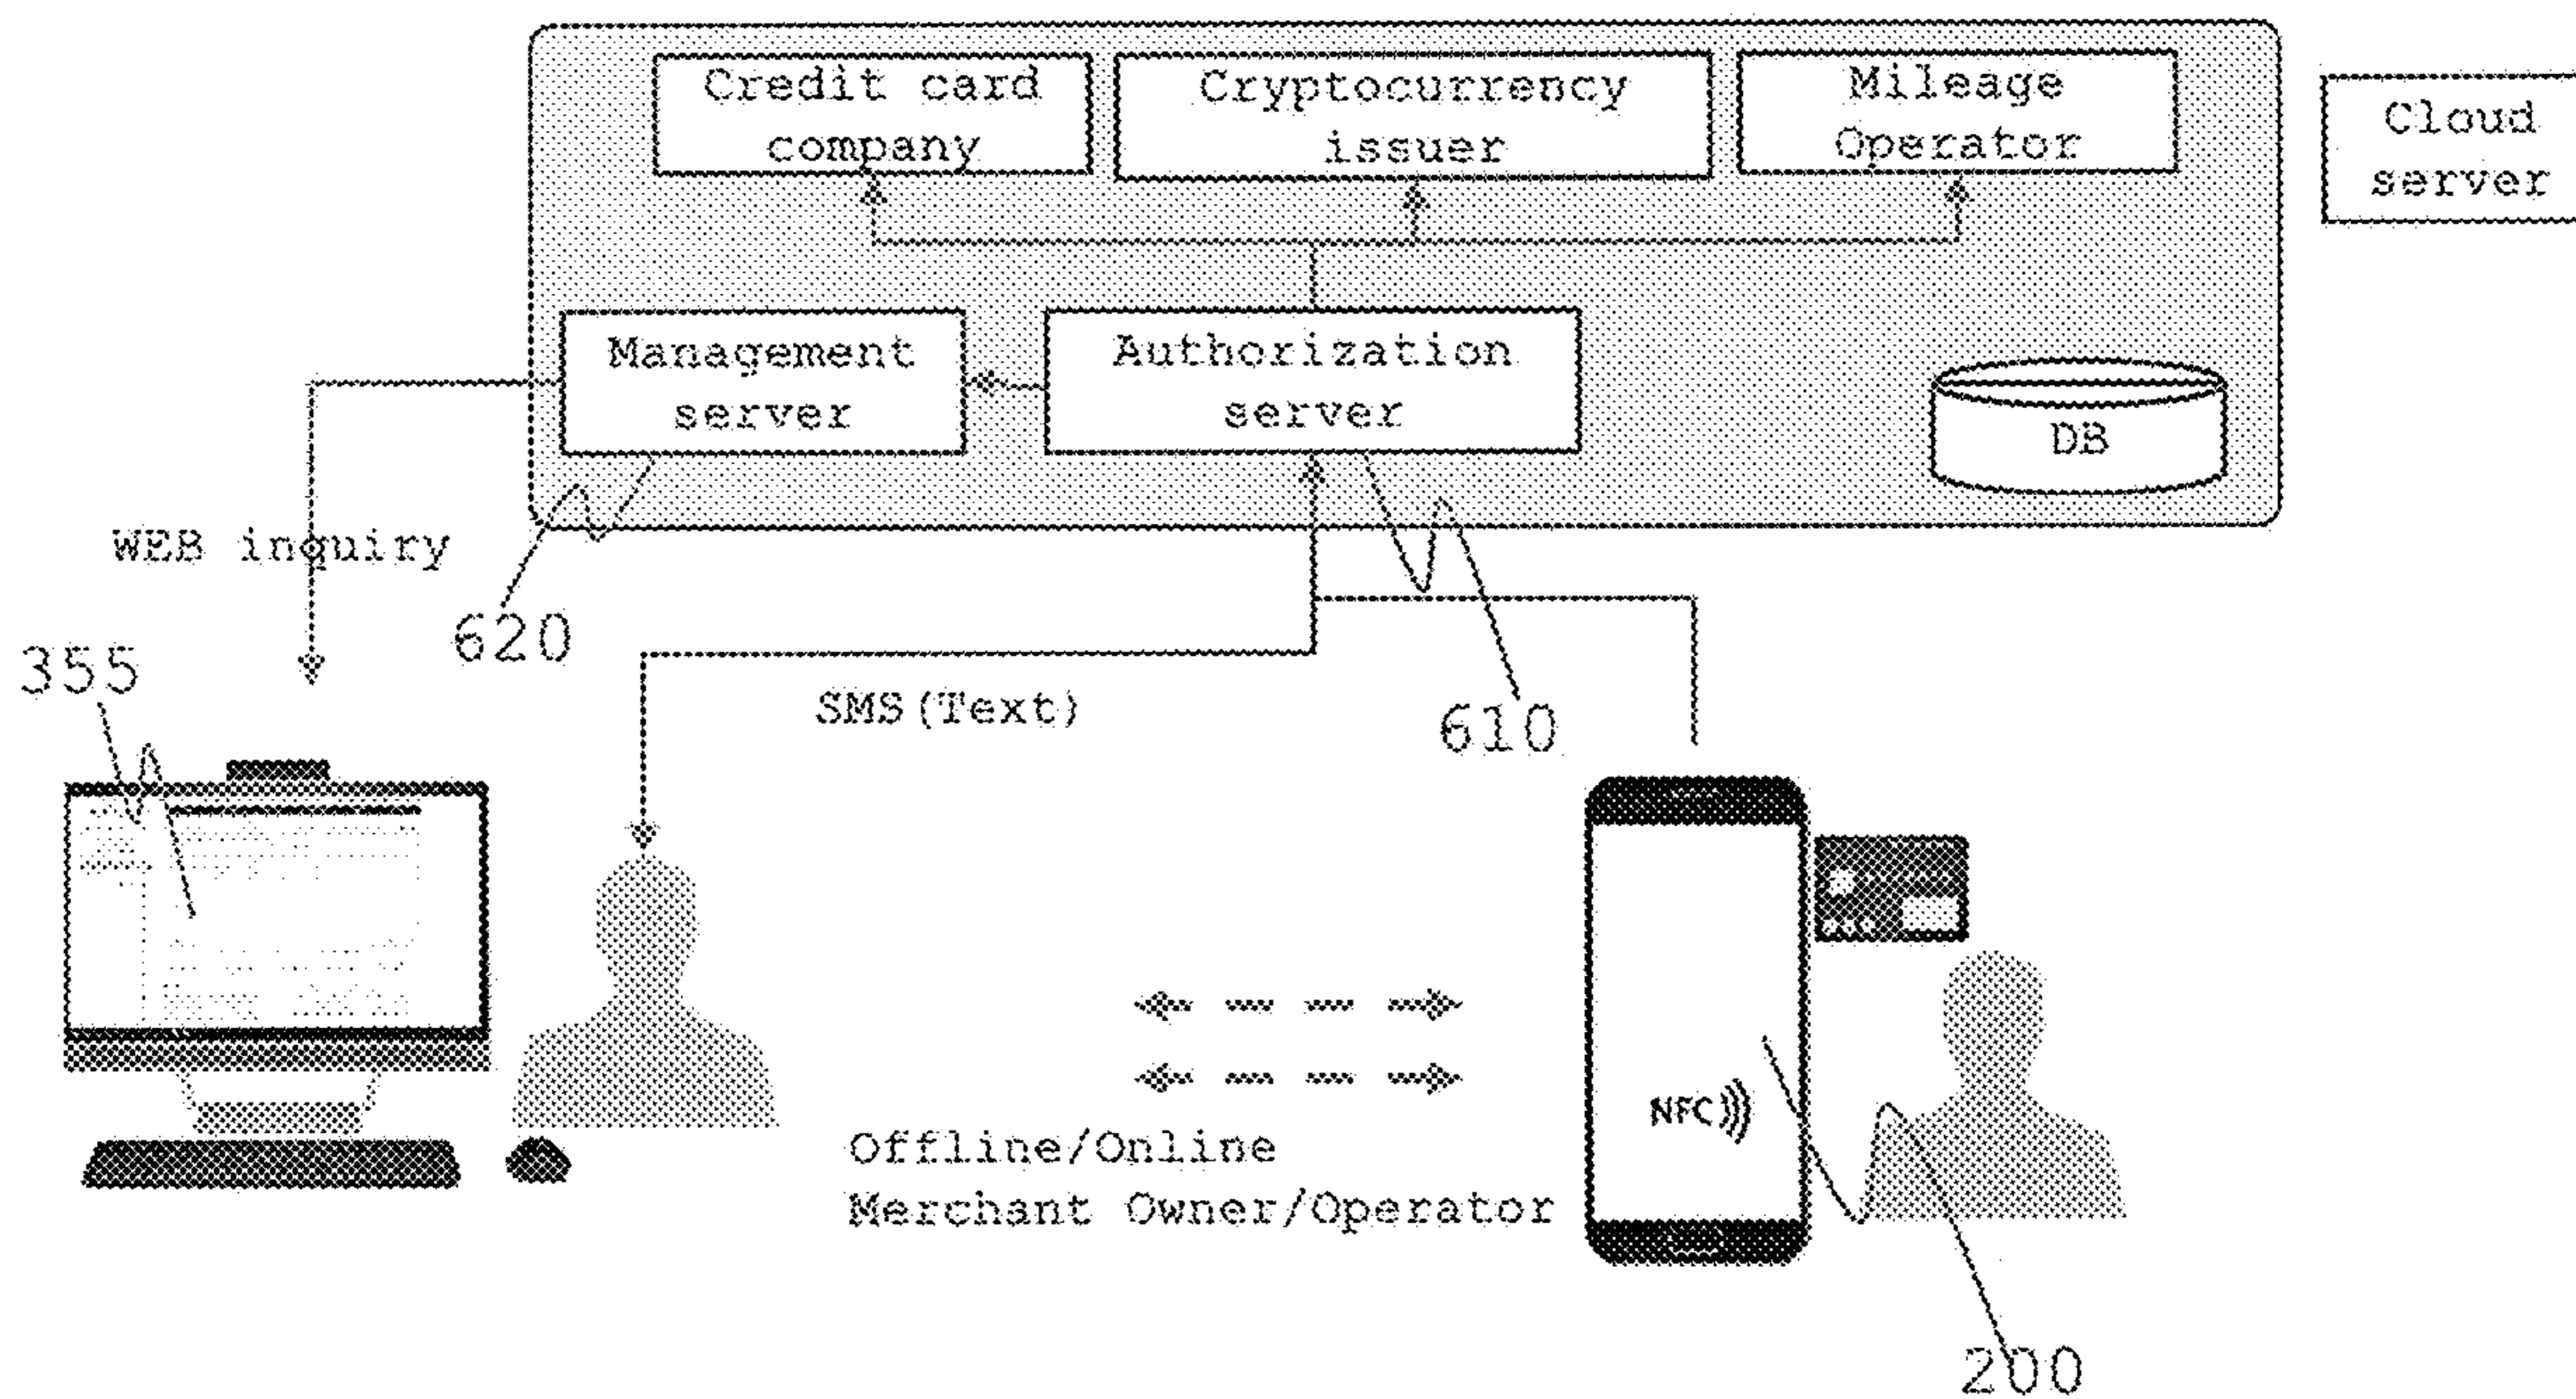 Credit card
company
Cryptocurrency
issuer
Mileage
Operator
Cloud
server
Management
server
Authorization
server
DB
WEB inquiry
620
355
SMS(Text)
610
NFC
Offline/Online
Merchant Owner/Operator
200